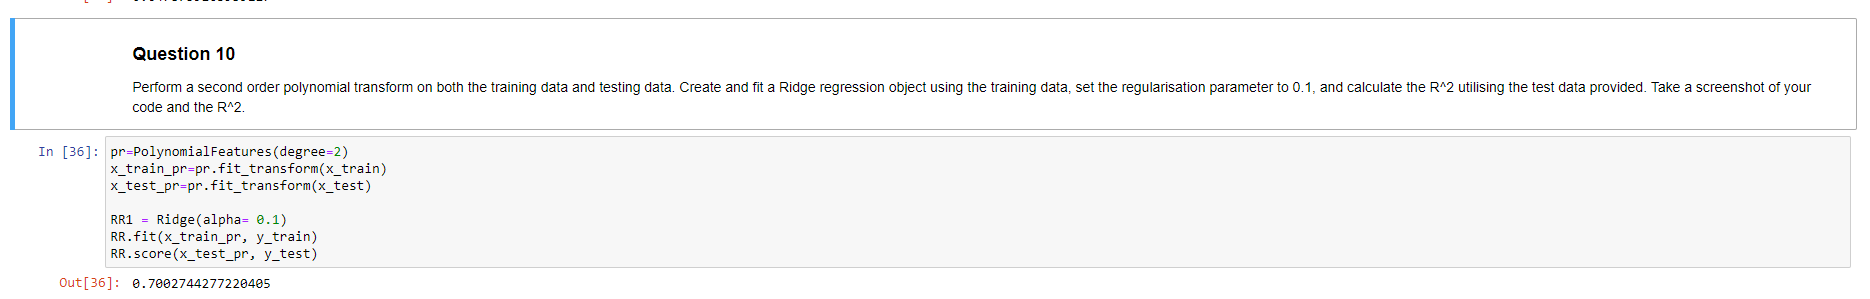 Question 10
Perform a second order polynomial transform on both the training data and testing data. Create and fit a Ridge regression object using the training data, set the regularisation parameter to 0.1, and calculate the R^2 utilising the test data provided. Take a screenshot of your
code and the R^2.
In [36]: pr=PolynomialFeatures(degree=2)
x_train_pr=pr.fit_transform(x_train)
x_test_pr=pr.fit_transform(x_test)
RR1 = Ridge(alpha= 0.1)
RR.fit(x_train_pr, y_train)
RR.score(x_test_pr, y_test)
Out[36]: 0.7002744277220405